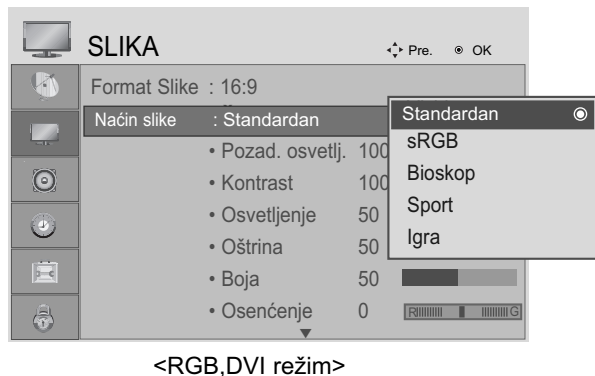 SLIKA Pre. OK
Format Slike : 16:9
Naćin slike : Standardan
• Pozad. osvetlj. 100
• Kontrast 100
• Osvetljenje 50
• Oštrina 50
• Boja 50
• Osenćenje 0 R G
Standardan
sRGB
Bioskop
Sport
Igra
<RGB,DVI režim>